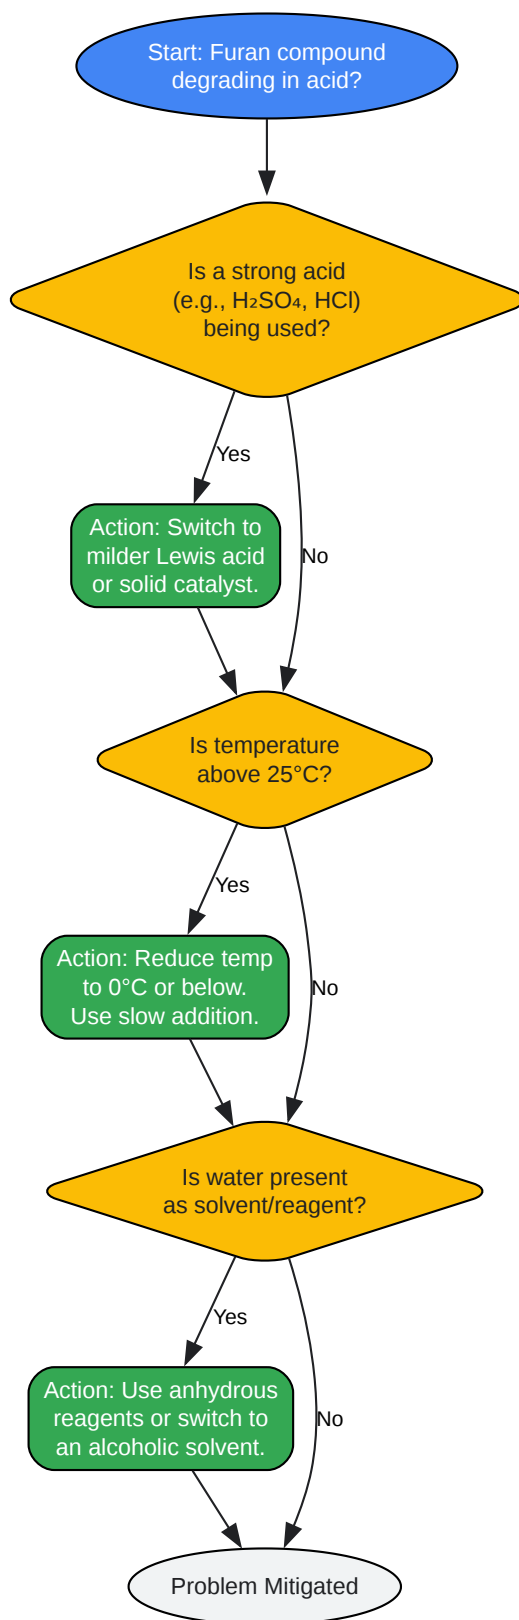 Start: Furan compound
degrading in acid?
Is a strong acid
(e.g., H₂SO₄, HCl)
being used?
Yes
No
Action: Switch to
milder Lewis acid
or solid catalyst.
Is temperature
above 25°C?
Yes
No
Action: Reduce temp
to 0°C or below.
Use slow addition.
Is water present
as solvent/reagent?
Yes
No
Action: Use anhydrous
reagents or switch to
an alcoholic solvent.
Problem Mitigated